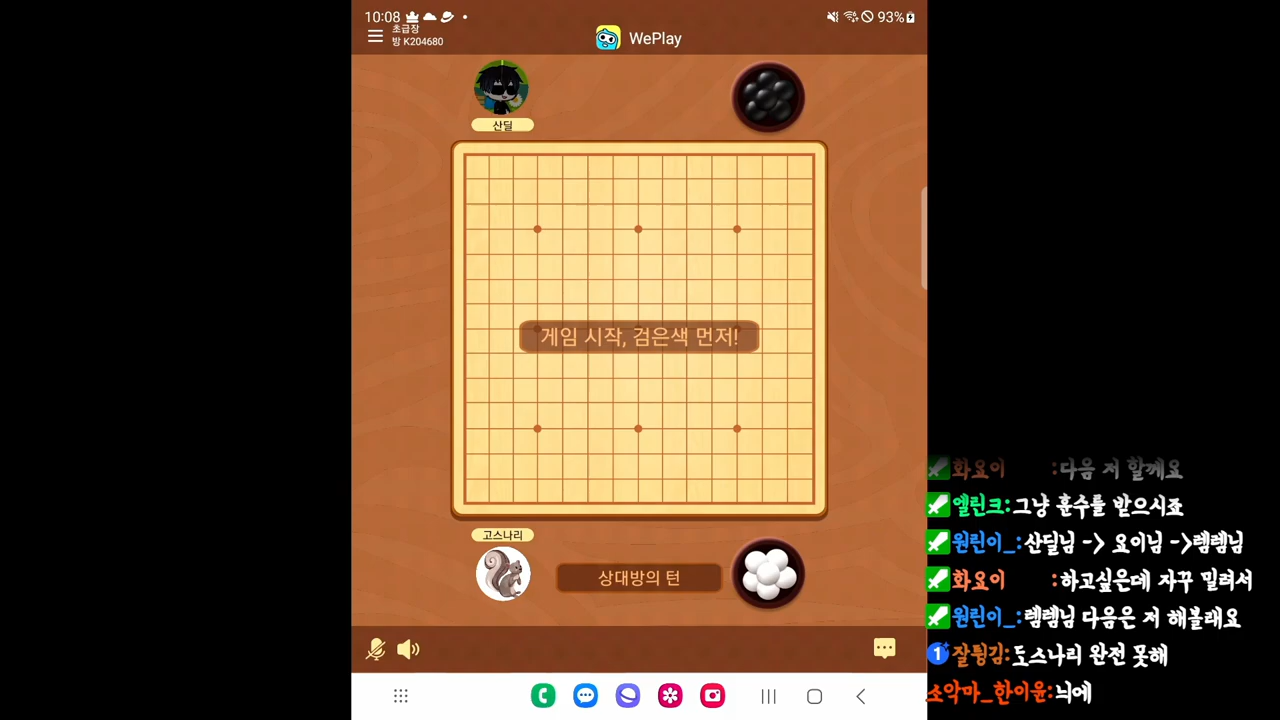 10:08
93%
초급장
방 K204680
WePlay
산딜
게임 시작, 검은색 먼저!
고스나리
상대방의 턴
화요이 :다음 저 할께요
엘린크:그냥 훈수를 받으시죠
원린이_:산딜님 -> 요이님 ->렘렘님
화요이 :하고싶은데 자꾸 밀려서
원린이_:렘렘님 다음은 저 해볼래요
1 잘튕김:도스나리 완전 못해
소악마_한이윤:늬에